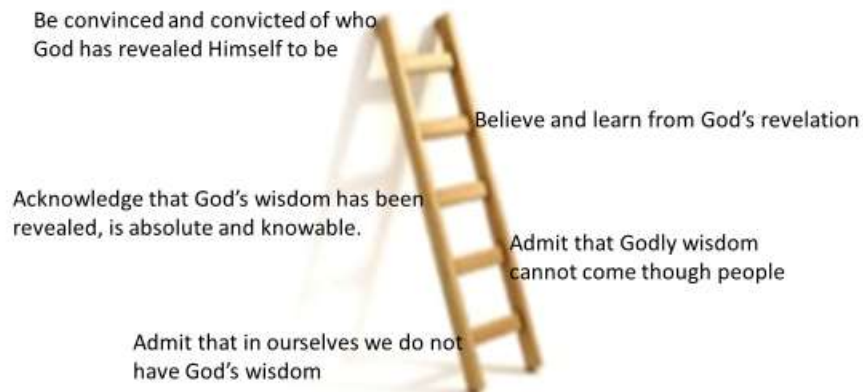 Be convinced and convicted of who
God has revealed Himself to be
Believe and learn from God's revelation
Acknowledge that God's wisdom has been
revealed, is absolute and knowable.
Admit that Godly wisdom
cannot come though people
Admit that in ourselves we do not
have God's wisdom